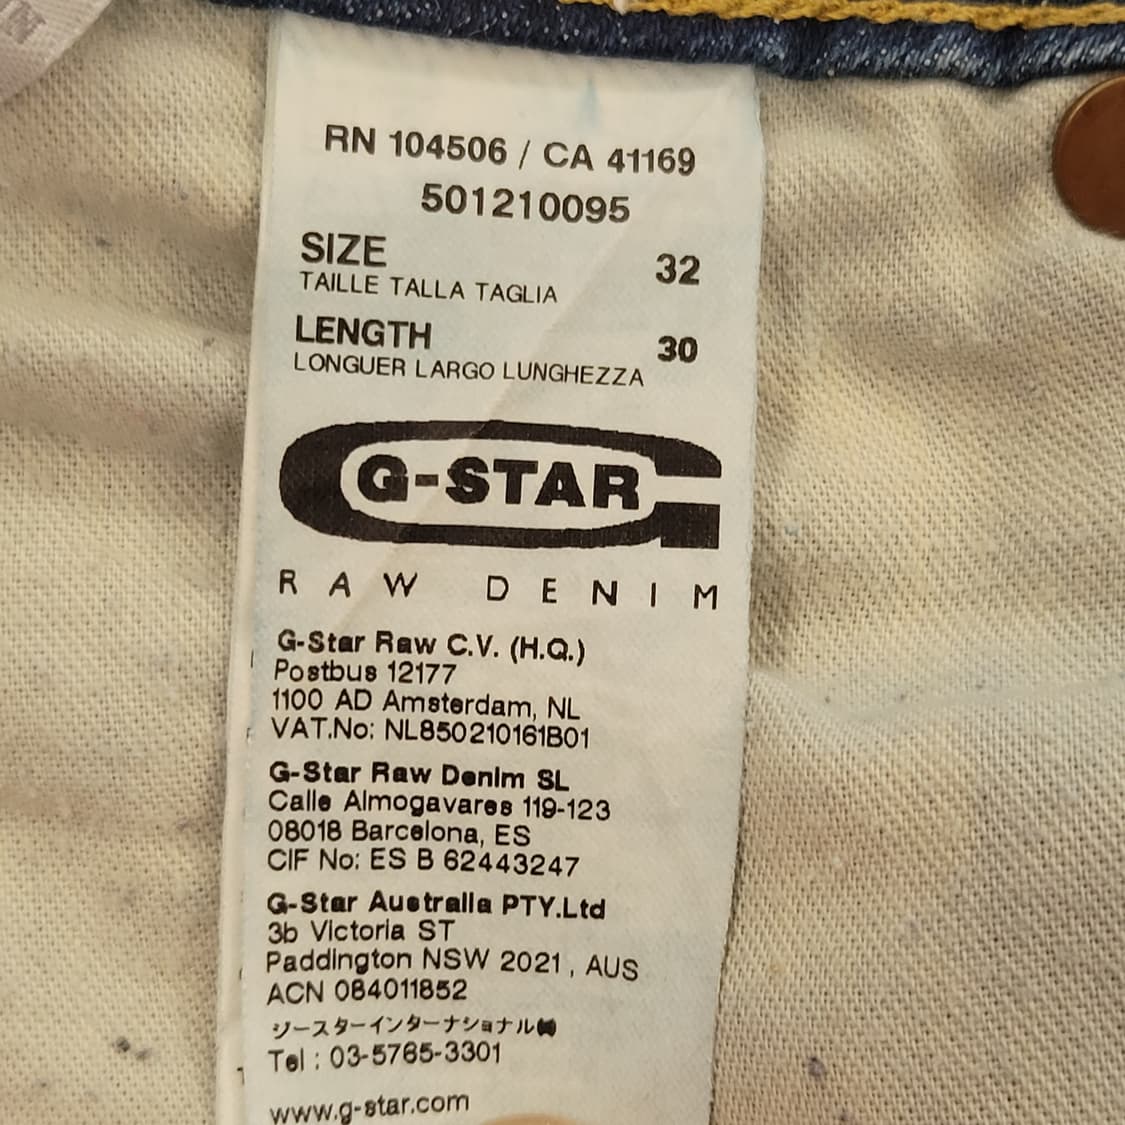 RN 104506 / CA 41169
501210095
SIZE 32
TAILLE TALLA TAGLIA
LENGTH 30
LONGUER LARGO LUNGHEZZA
G-STAR
RAW DENIM
G-Star Raw C.V. (H.Q.)
Postbus 12177
1100 AD Amsterdam, NL
VAT.No: NL850210161B01
G-Star Raw Denim SL
Calle Almogavares 119-123
08018 Barcelona, ES
CIF No: ES B 62443247
G-Star Australia PTY.Ltd
3b Victoria ST
Paddington NSW 2021, AUS
ACN 084011852
ジースターインターナショナル
Tel : 03-5765-3301
www.g-star.com